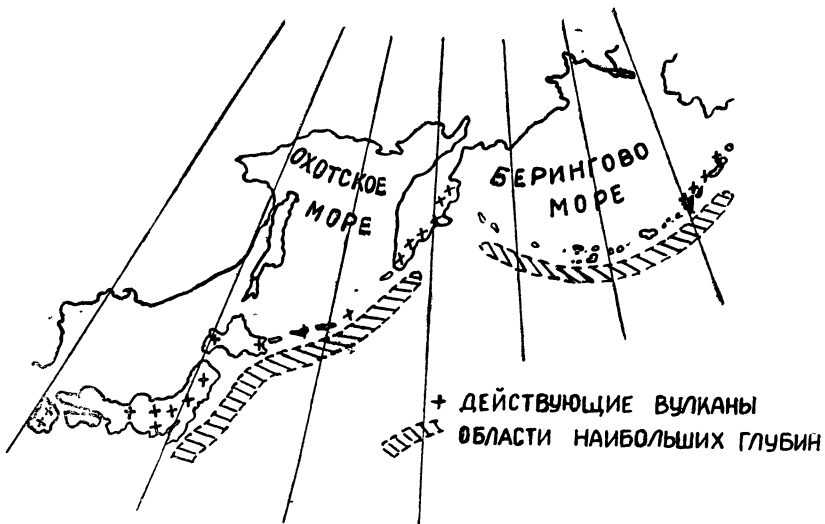 ОХОТСКОЕ
МОРЕ
БЕРИНГОВО
МОРЕ
+ ДЕЙСТВУЮЩИЕ ВУЛКАНЫ
ОБЛАСТИ НАИБОЛЬШИХ ГЛУБИН